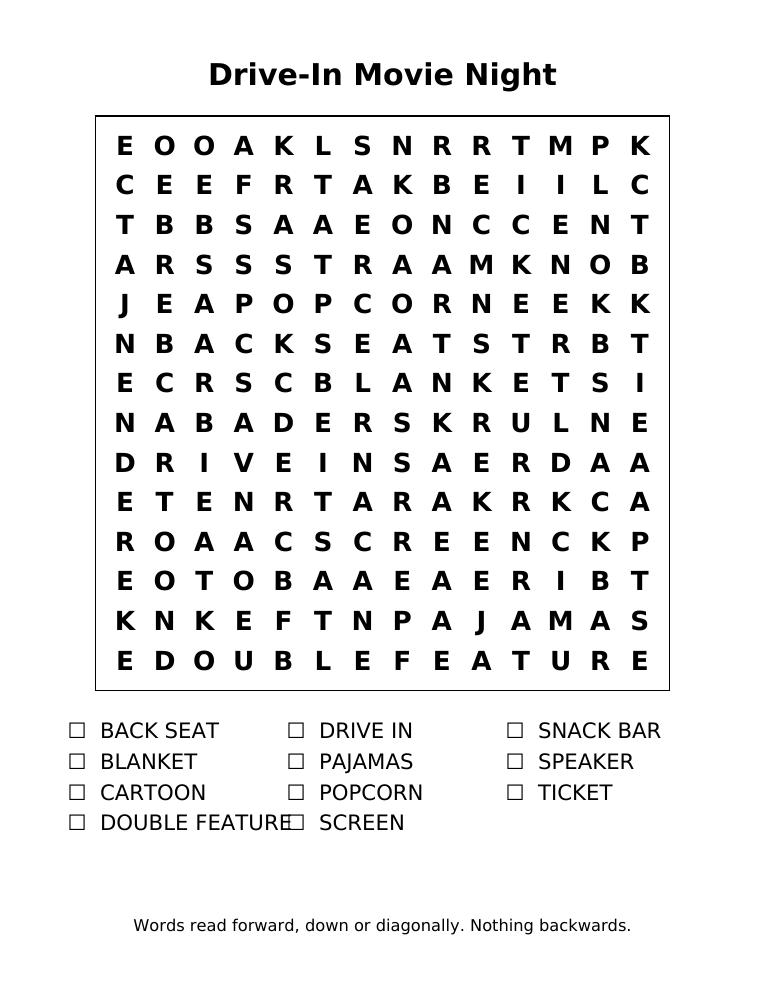 Drive-In Movie Night
E O O A K L S N R R T M P K
C E E F R T A K B E I I L C
T B B S A A E O N C C E N T
A R S S S T R A A M K N O B
J E A P O P C O R N E E K K
N B A C K S E A T S T R B T
E C R S C B L A N K E T S I
N A B A D E R S K R U L N E
D R I V E I N S A E R D A A
E T E N R T A R A K R K C A
R O A A C S C R E E N C K P
E O T O B A A E A E R I B T
K N K E F T N P A J A M A S
E D O U B L E F E A T U R E
☐ BACK SEAT ☐ DRIVE IN ☐ SNACK BAR
☐ BLANKET ☐ PAJAMAS ☐ SPEAKER
☐ CARTOON ☐ POPCORN ☐ TICKET
☐ DOUBLE FEATURE ☐ SCREEN
Words read forward, down or diagonally. Nothing backwards.